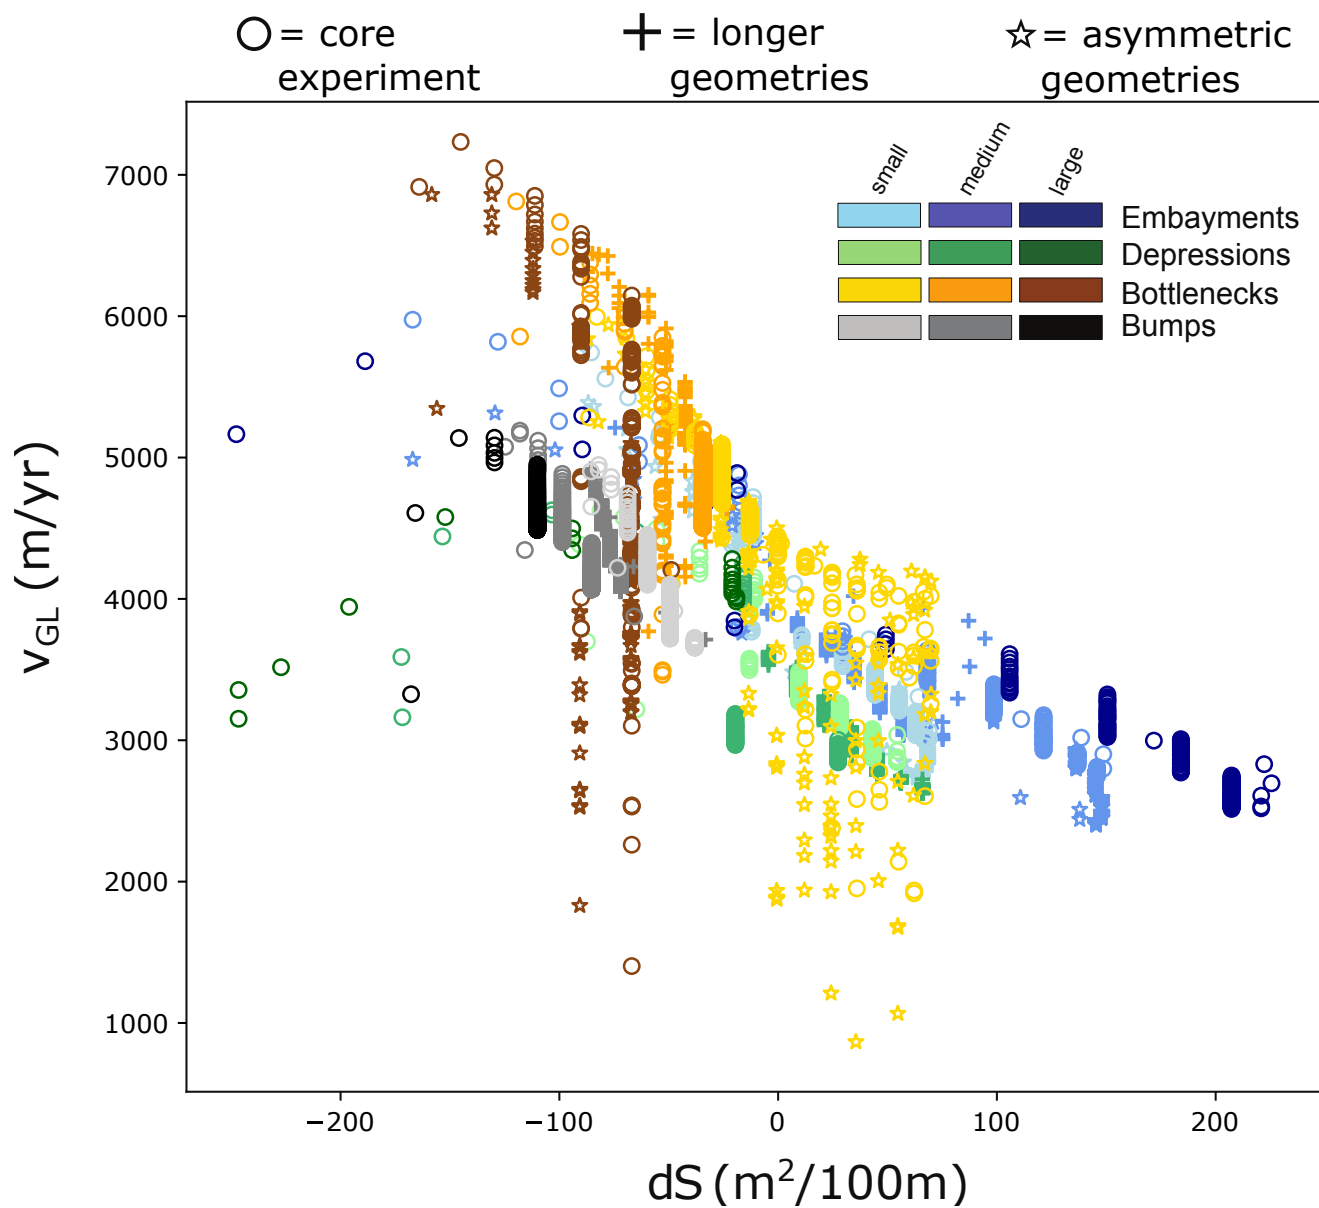 = core
experiment
= longer
geometries
= asymmetric
geometries
small
medium
large
Embayments
Depressions
Bottlenecks
Bumps
7000
6000
5000
4000
3000
2000
1000
v_GL (m/yr)
−200
−100
0
100
200
dS (m²/100m)